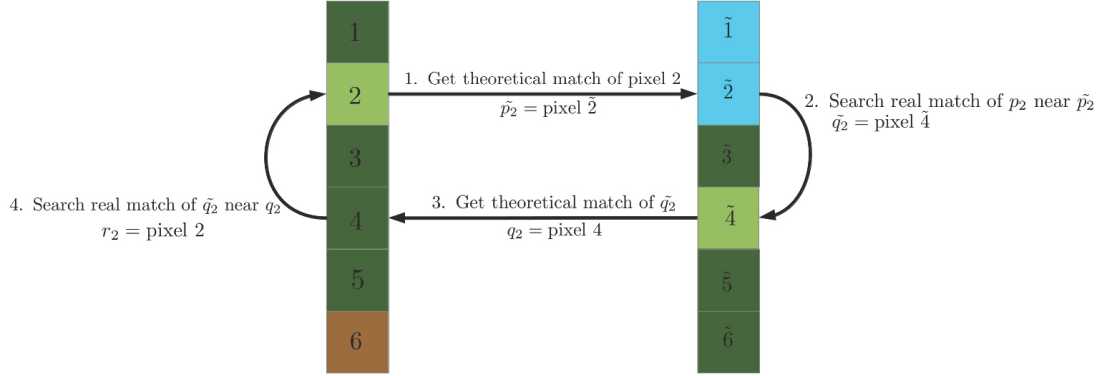 1
2
3
4
5
6
1. Get theoretical match of pixel 2
p̃₂ = pixel 2̃
1̃
2̃
3̃
4̃
5̃
6̃
2. Search real match of p₂ near p̃₂
q̃₂ = pixel 4̃
3. Get theoretical match of q̃₂
q₂ = pixel 4
4. Search real match of q̃₂ near q₂
r₂ = pixel 2